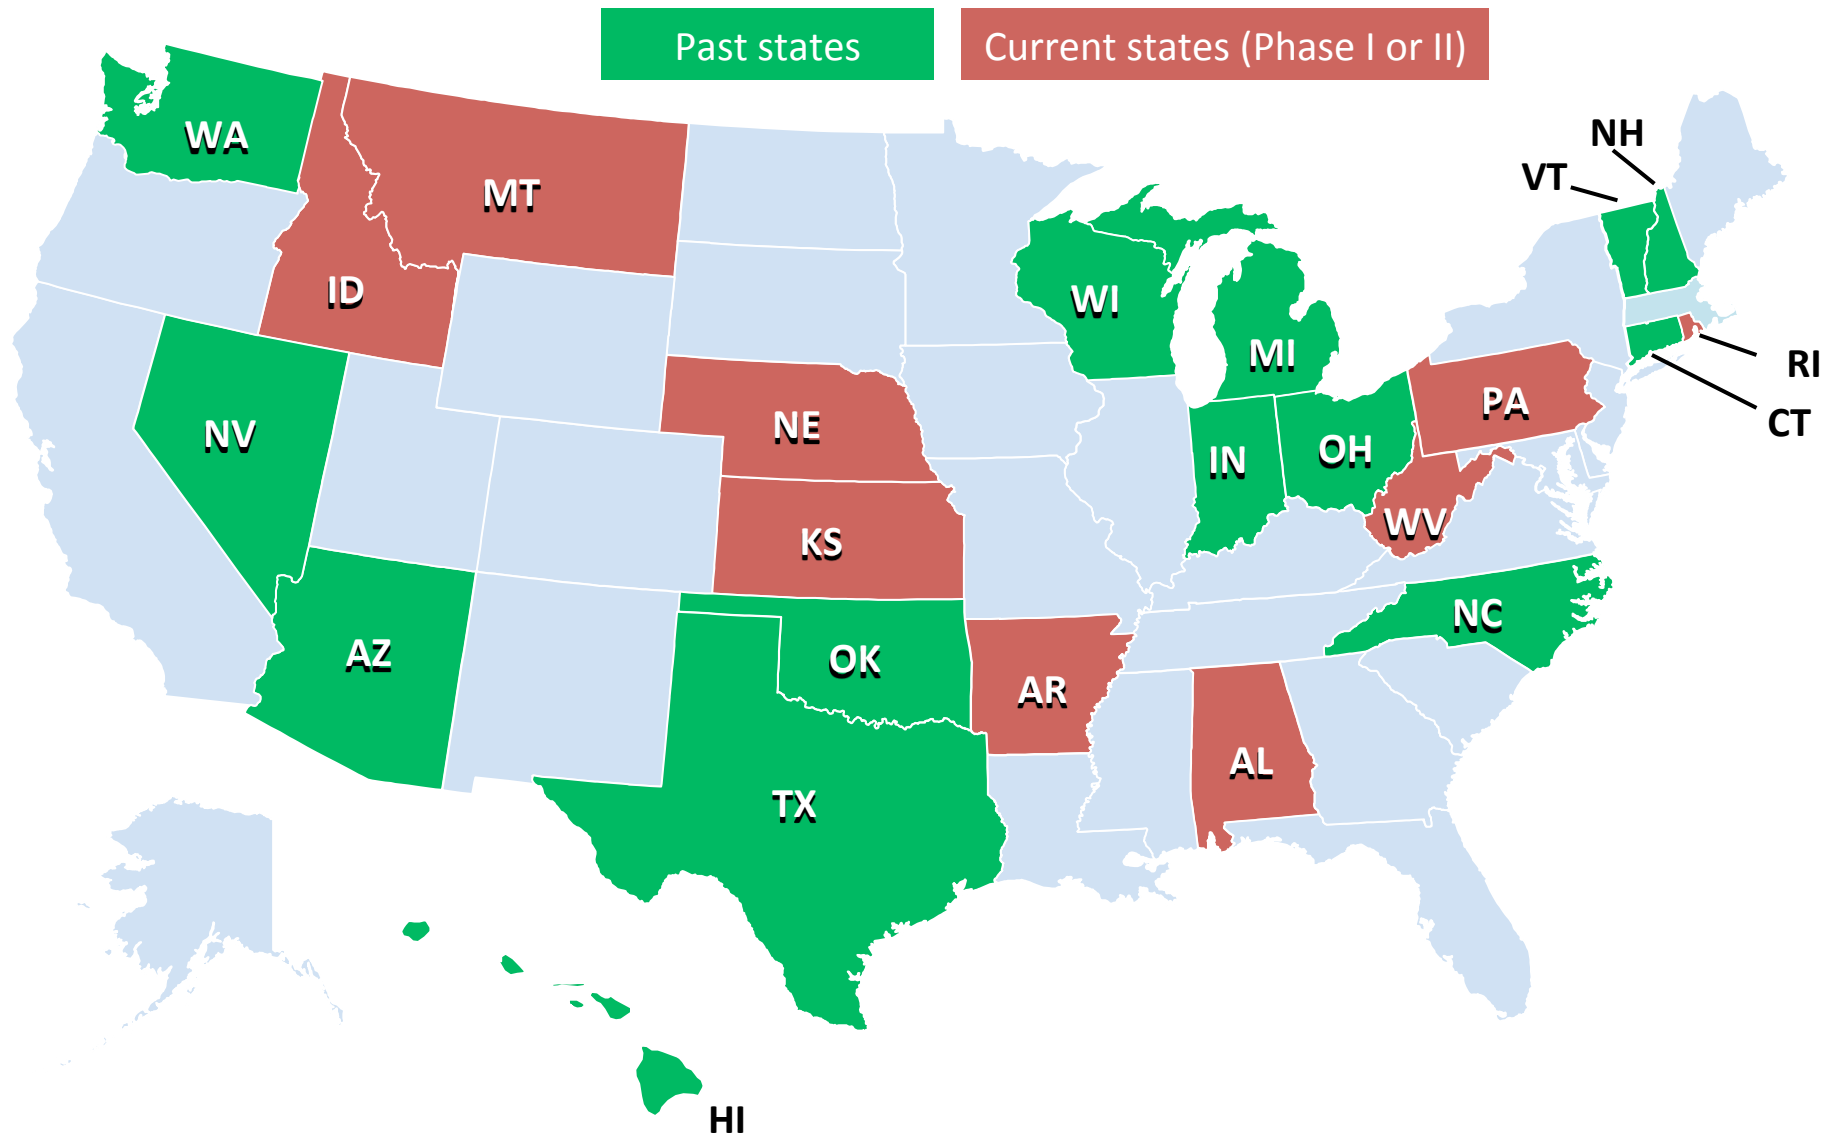 Past states
Current states (Phase I or II)
NH
WA
VT
MT
ID
WI
MI
RI
PA
NE
CT
NV
OH
IN
WV
KS
NC
AZ
OK
AR
AL
TX
HI